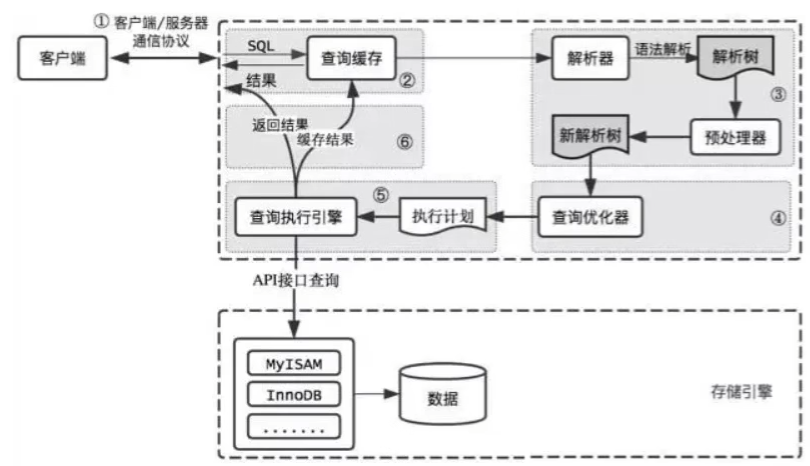 ① 客户端/服务器
通信协议
客户端
SQL
结果
查询缓存
②
解析器
语法解析
解析树
③
预处理器
新解析树
返回结果
缓存结果
⑥
⑤
查询执行引擎
执行计划
查询优化器
④
API接口查询
MyISAM
InnoDB
.......
数据
存储引擎